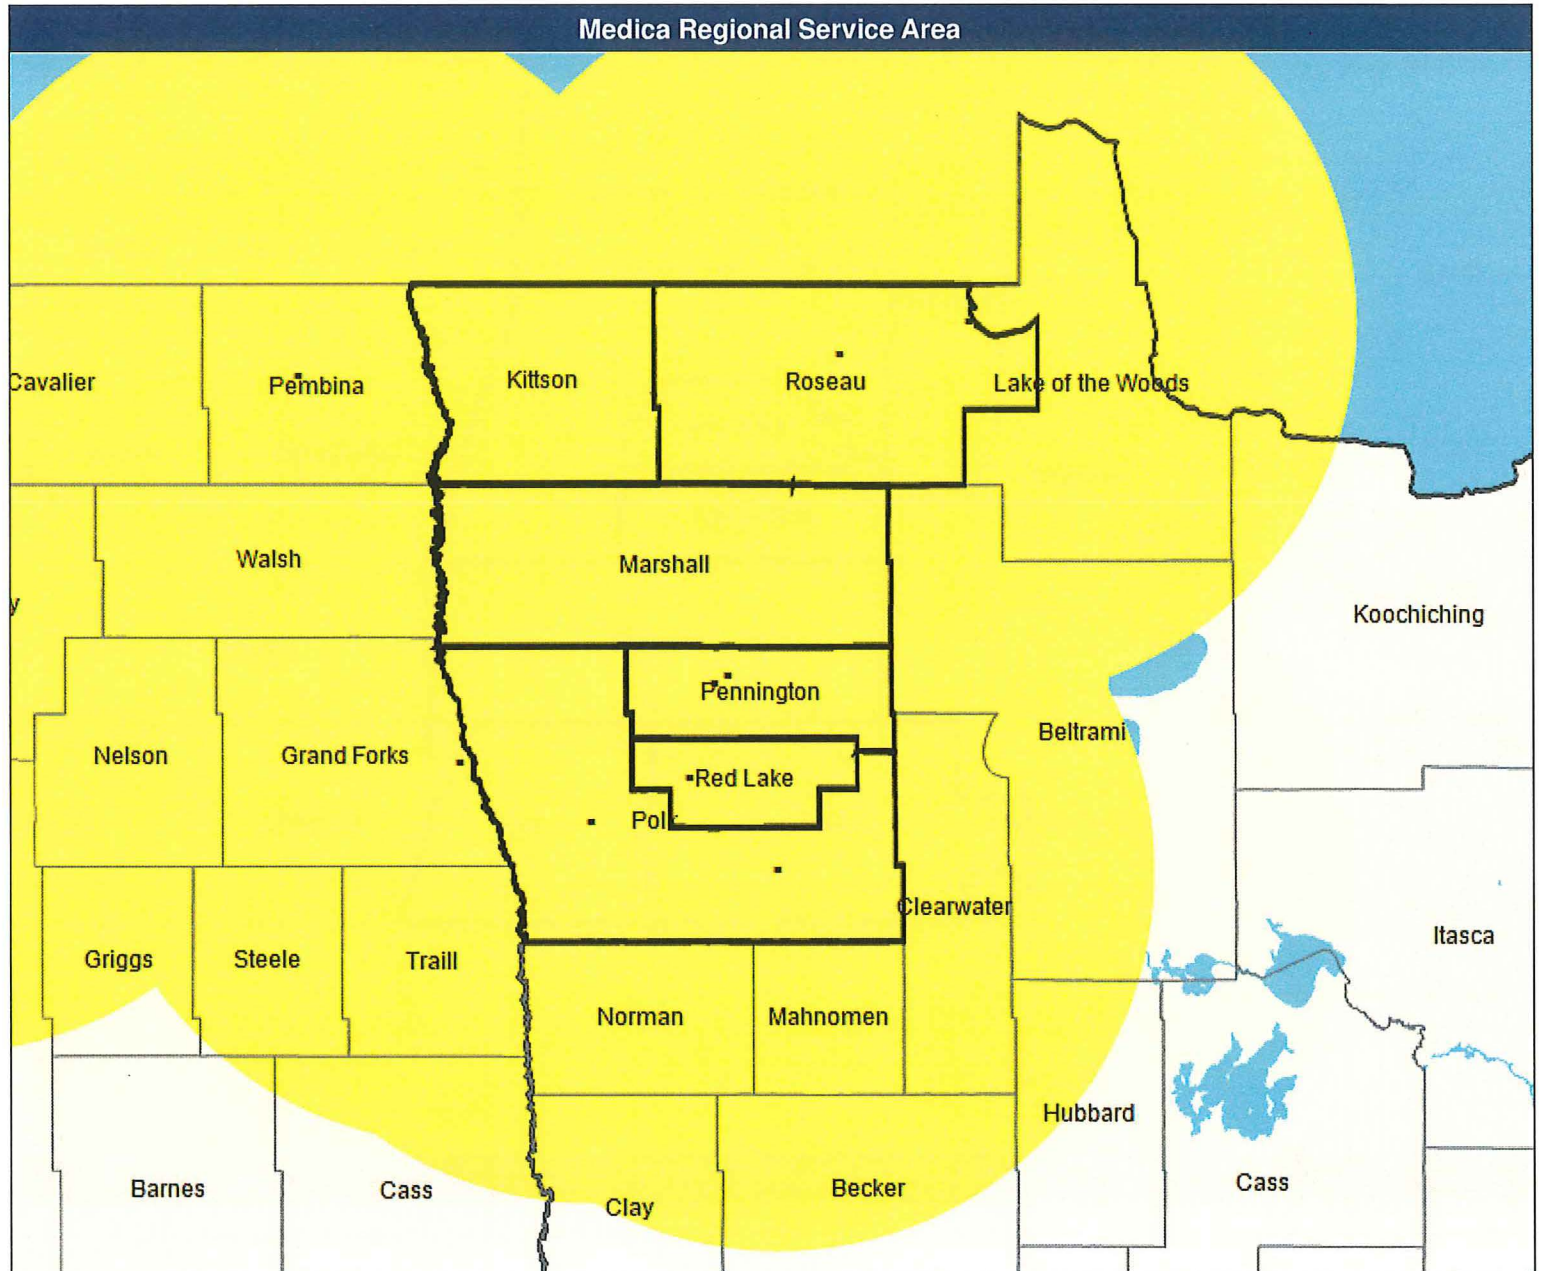 Medica Regional Service Area
Cavalier
Pembina
Kittson
Roseau
Lake of the Woods
Walsh
Marshall
y
Koochiching
Pennington
Beltrami
Nelson
Grand Forks
Red Lake
Polk
Clearwater
Itasca
Griggs
Steele
Traill
Norman
Mahnomen
Hubbard
Barnes
Cass
Clay
Becker
Cass